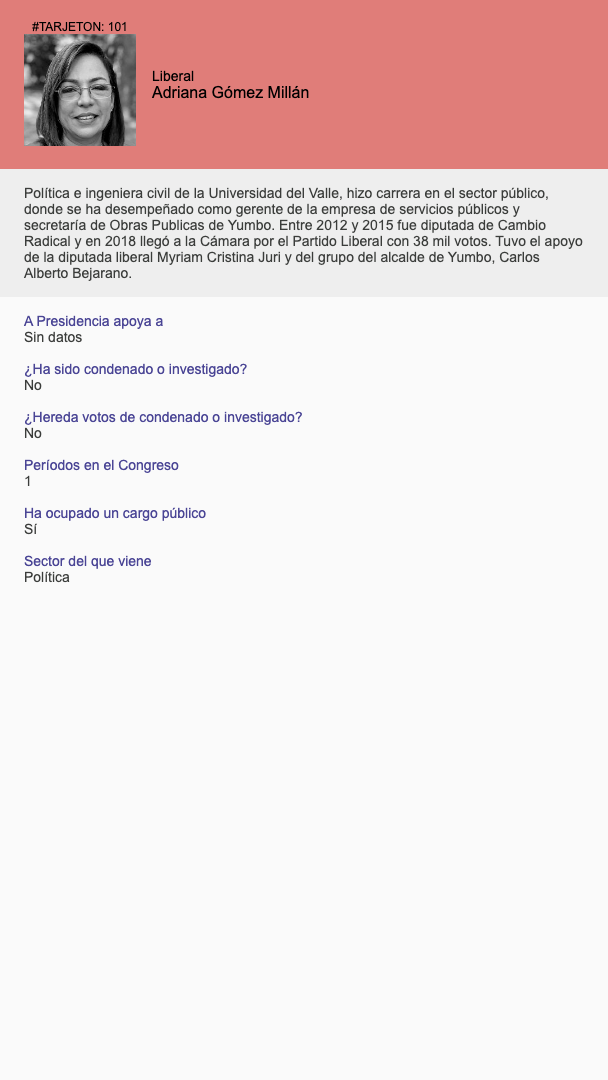 #TARJETON: 101
Liberal
Adriana Gómez Millán
Política e ingeniera civil de la Universidad del Valle, hizo carrera en el sector público,
donde se ha desempeñado como gerente de la empresa de servicios públicos y
secretaría de Obras Publicas de Yumbo. Entre 2012 y 2015 fue diputada de Cambio
Radical y en 2018 llegó a la Cámara por el Partido Liberal con 38 mil votos. Tuvo el apoyo
de la diputada liberal Myriam Cristina Juri y del grupo del alcalde de Yumbo, Carlos
Alberto Bejarano.
A Presidencia apoya a
Sin datos
¿Ha sido condenado o investigado?
No
¿Hereda votos de condenado o investigado?
No
Períodos en el Congreso
1
Ha ocupado un cargo público
Sí
Sector del que viene
Política